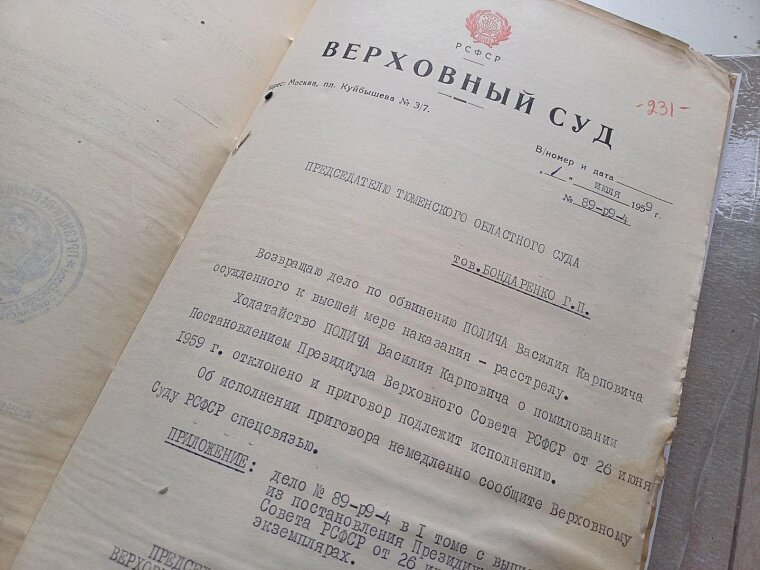 РСФСР
ВЕРХОВНЫЙ СУД
-231-
Адрес: Москва, пл. Куйбышева № 3/7.
В/номер и дата
„1“ июля 1959 г.
№ 89-р9-4
ПРЕДСЕДАТЕЛЮ ТЮМЕНСКОГО ОБЛАСТНОГО СУДА
тов.БОНДАРЕНКО Г.П.
Возвращаю дело по обвинению ПОЛИЧА Василия Карповича
осужденного к высшей мере наказания - расстрелу.
Ходатайство ПОЛИЧА Василия Карповича о помиловании
Постановлением Президиума Верховного Совета РСФСР от 26 июня
1959 г. отклонено и приговор подлежит исполнению.
Об исполнении приговора немедленно сообщите Верховному
Суду РСФСР спецсвязью.
ПРИЛОЖЕНИЕ:
дело № 89-р9-4 в I томе с
из постановления
Совета РСФСР от 26
экземплярах.